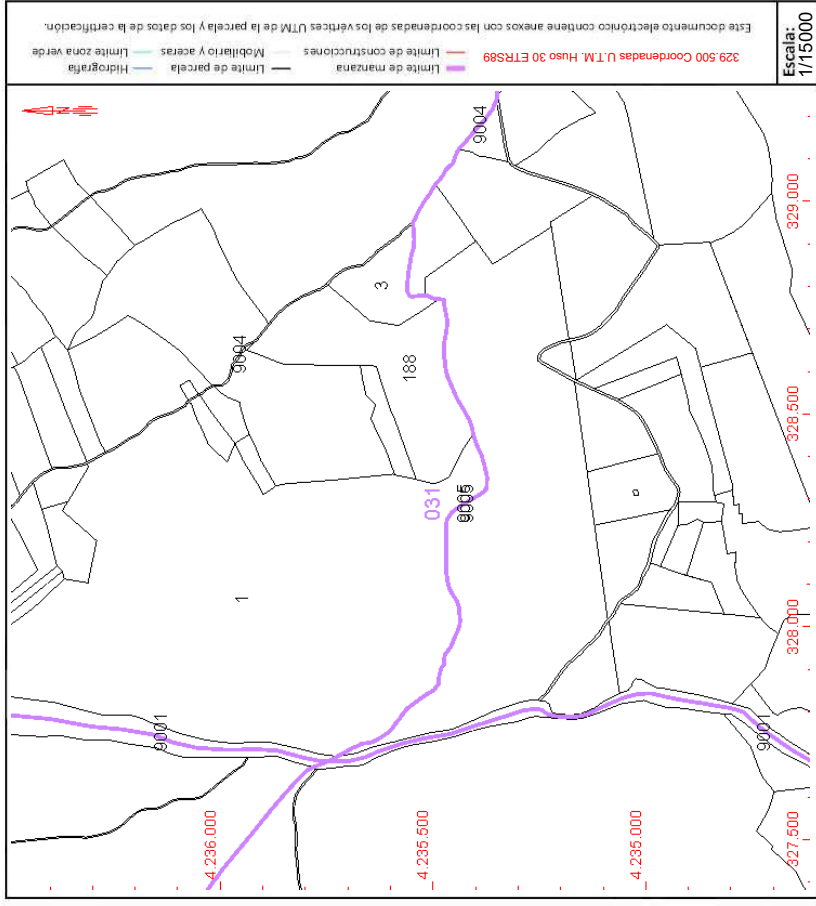 Este documento electrónico contiene anexos con las coordenadas de los vértices UTM de la parcela y los datos de la certificación.
329.500 Coordenadas U.T.M. Huso 30 ETRS89
Límite de manzana
Límite de construcciones
Límite de parcela
Mobiliario y aceras
Hidrografía
Límite zona verde
Escala:
1/15000
N
9004
9004
3
188
031
9005
1
9001
9001
329.000
328.500
328.000
327.500
4.236.000
4.235.500
4.235.000